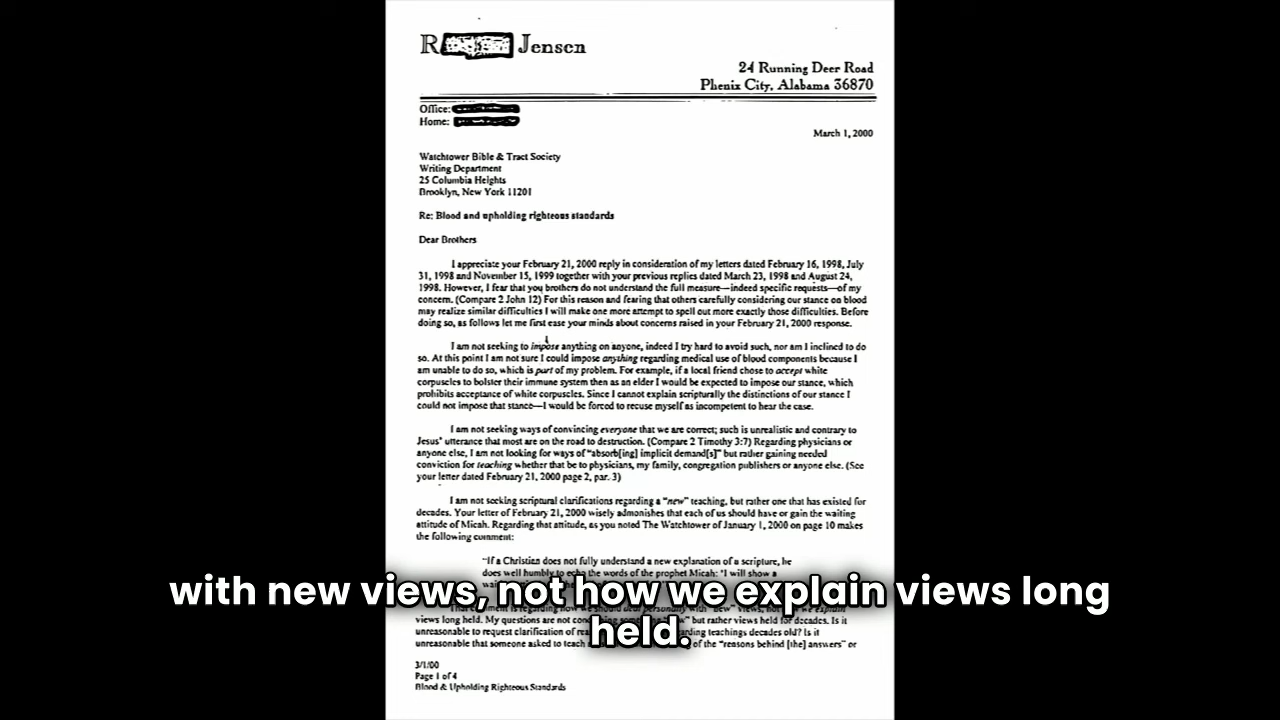 R Jensen
24 Running Deer Road
Phenix City, Alabama 36870
Office:
Home:
March 1, 2000
Watchtower Bible & Tract Society
Writing Department
25 Columbia Heights
Brooklyn, New York 11201
Re: Blood and upholding righteous standards
Dear Brothers
I appreciate your February 21, 2000 reply in consideration of my letters dated February 16, 1998, July
31, 1998 and November 15, 1999 together with your previous replies dated March 23, 1998 and August 24,
1998. However, I fear that you brothers do not understand the full measure—indeed specific requests—of my
concern. (Compare 2 John 12) For this reason and fearing that others carefully considering our stance on blood
may realize similar difficulties I will make one more attempt to spell out more exactly those difficulties. Before
doing so, as follows let me first ease your minds about concerns raised in your February 21, 2000 response.
I am not seeking to impose anything on anyone, indeed I try hard to avoid such, nor am I inclined to do
so. At this point I am not sure I could impose anything regarding medical use of blood components because I
am unable to do so, which is part of my problem. For example, if a local friend chose to accept white
corpuscles to bolster their immune system then as an elder I would be expected to impose our stance, which
prohibits acceptance of white corpuscles. Since I cannot explain scripturally the distinctions of our stance I
could not impose that stance—I would be forced to recuse myself as incompetent to hear the case.
I am not seeking ways of convincing everyone that we are correct; such is unrealistic and contrary to
Jesus' utterance that most are on the road to destruction. (Compare 2 Timothy 3:7) Regarding physicians or
anyone else, I am not looking for ways of "absorb[ing] implicit demand[s]" but rather gaining needed
conviction for teaching whether that be to physicians, my family, congregation publishers or anyone else. (See
your letter dated February 21, 2000 page 2, par. 3)
I am not seeking scriptural clarifications regarding a "new" teaching, but rather one that has existed for
decades. Your letter of February 21, 2000 wisely admonishes that each of us should have or gain the waiting
attitude of Micah. Regarding that attitude, as you noted The Watchtower of January 1, 2000 on page 10 makes
the following comment:
"If a Christian does not fully understand a new explanation of a scripture, he
does well humbly to echo the words of the prophet Micah: 'I will show a
with new views, not how we explain views long
held.
views long held. My questions are not but rather views held for decades. Is it
unreasonable to request clarification of teachings decades old? Is it
unreasonable that someone asked to teach of the "reasons behind [the] answers" or
3/1/00
Page 1 of 4
Blood & Upholding Righteous Standards